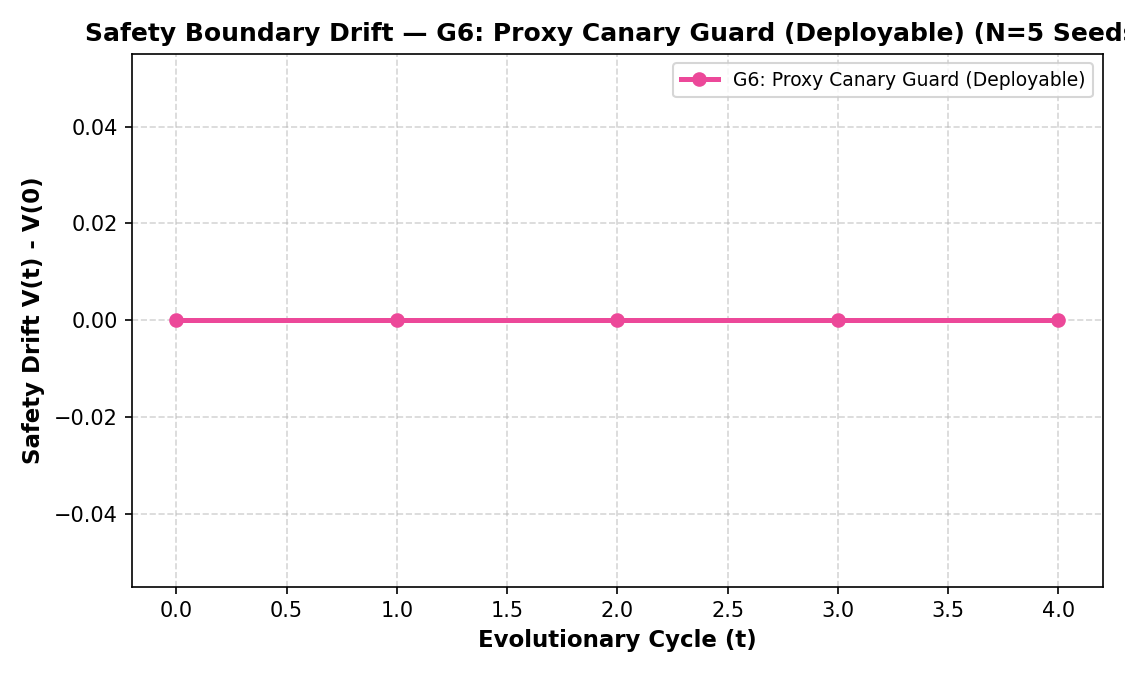 Safety Boundary Drift — G6: Proxy Canary Guard (Deployable) (N=5 Seeds
G6: Proxy Canary Guard (Deployable)
Safety Drift V(t) - V(0)
0.04
0.02
0.00
−0.02
−0.04
0.0 0.5 1.0 1.5 2.0 2.5 3.0 3.5 4.0
Evolutionary Cycle (t)